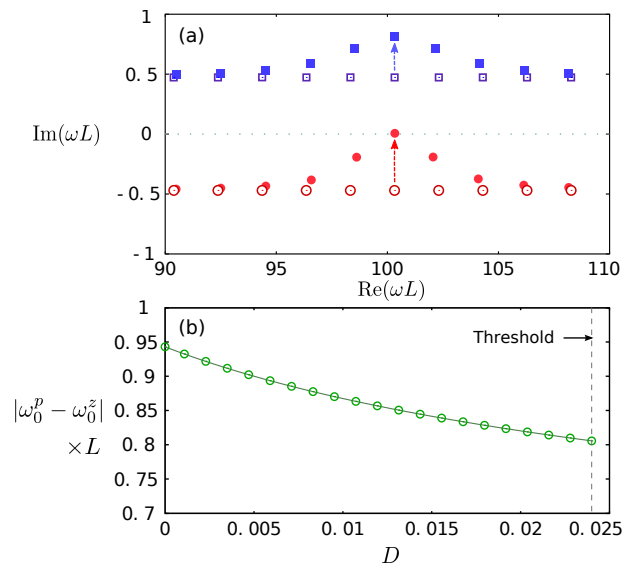 1
(a)
0.5
Im(ωL)
0
-0.5
-1
90 95 100 105 110
Re(ωL)
1
(b)
0.95
Threshold
0.9
|ω₀ᵖ − ω₀ᶻ|
0.85
×L
0.8
0.75
0.7
0 0.005 0.01 0.015 0.02 0.025
D